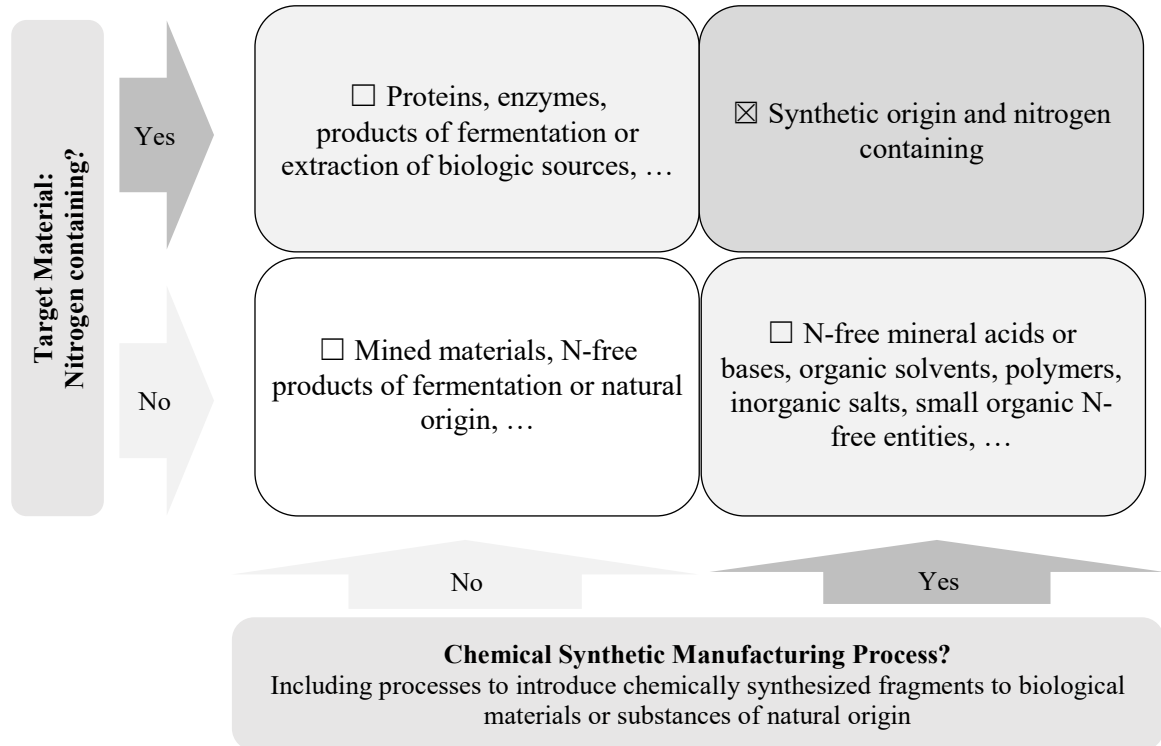 Target Material:
Nitrogen containing?
Yes
☐ Proteins, enzymes,
products of fermentation or
extraction of biologic sources, …
☒ Synthetic origin and nitrogen
containing
No
☐ Mined materials, N-free
products of fermentation or natural
origin, …
☐ N-free mineral acids or
bases, organic solvents, polymers,
inorganic salts, small organic N-
free entities, …
No
Yes
Chemical Synthetic Manufacturing Process?
Including processes to introduce chemically synthesized fragments to biological
materials or substances of natural origin